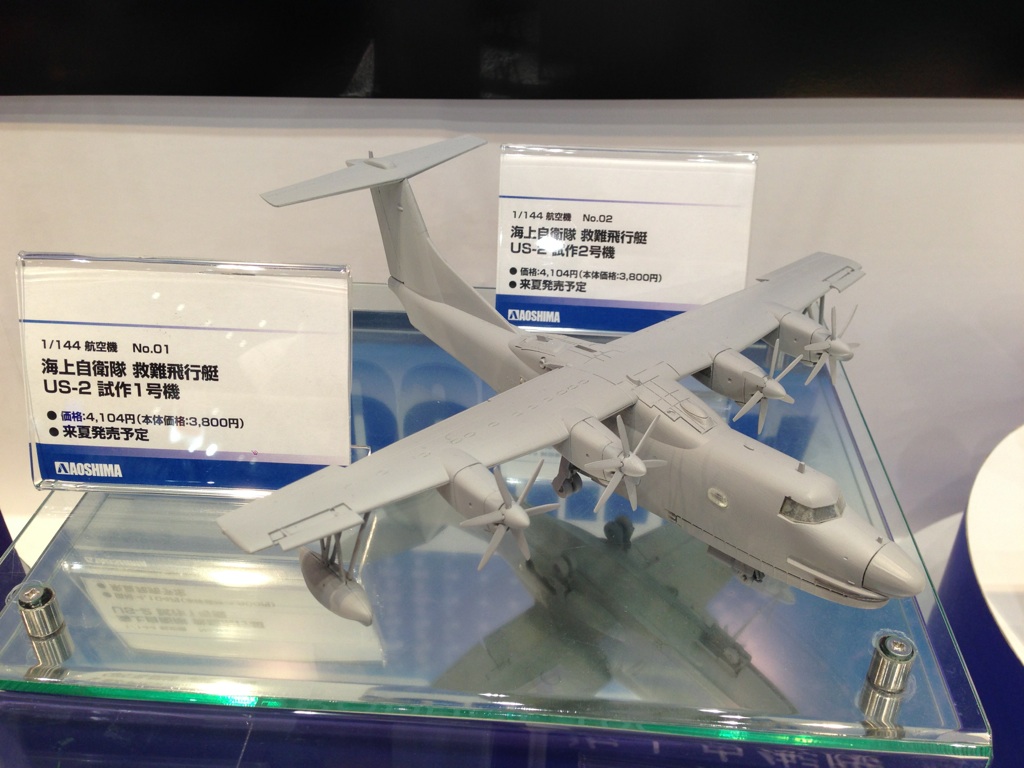 1/144 航空機 No.01
海上自衛隊 救難飛行艇
US-2 試作1号機
● 価格:4,104円(本体価格:3,800円)
● 来夏発売予定
AOSHIMA
1/144 航空機 No.02
海上自衛隊 救難飛行艇
US-2 試作2号機
● 価格:4,104円(本体価格:3,800円)
● 来夏発売予定
AOSHIMA